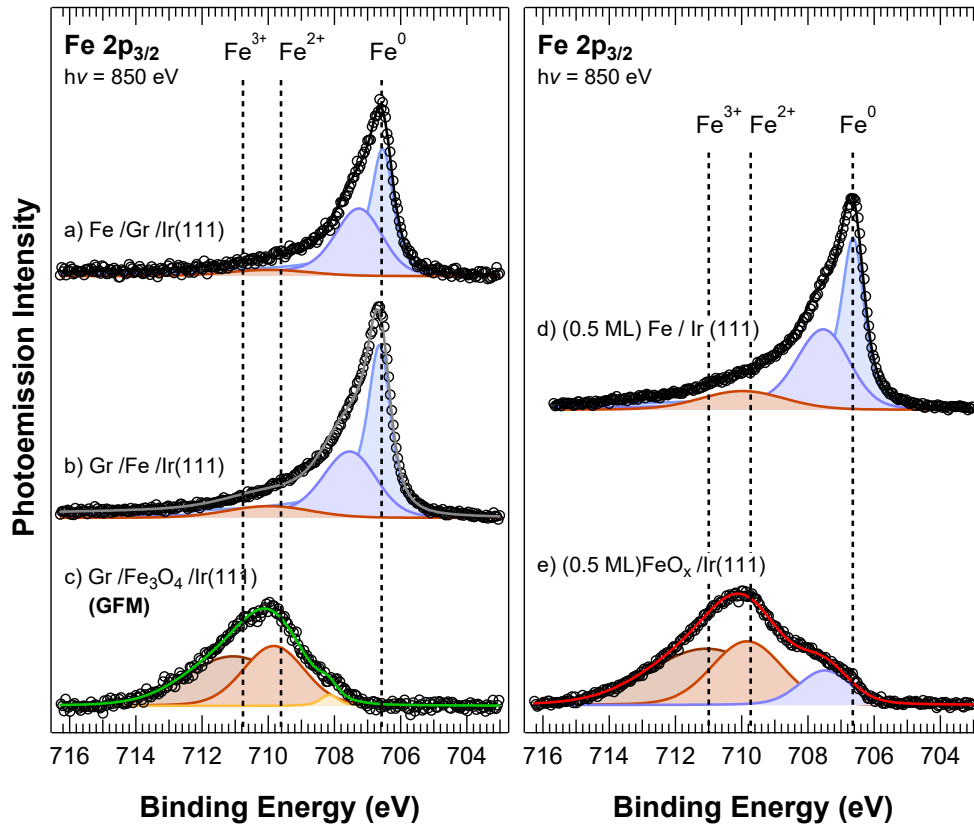 Photoemission Intensity
Fe 2p3/2
hν = 850 eV
Fe3+ Fe2+ Fe0
a) Fe /Gr /Ir(111)
b) Gr /Fe /Ir(111)
c) Gr /Fe3O4 /Ir(111)
(GFM)
716 714 712 710 708 706 704
Binding Energy (eV)
Fe 2p3/2
hν = 850 eV
Fe3+ Fe2+ Fe0
d) (0.5 ML) Fe / Ir (111)
e) (0.5 ML)FeOx /Ir(111)
716 714 712 710 708 706 704
Binding Energy (eV)